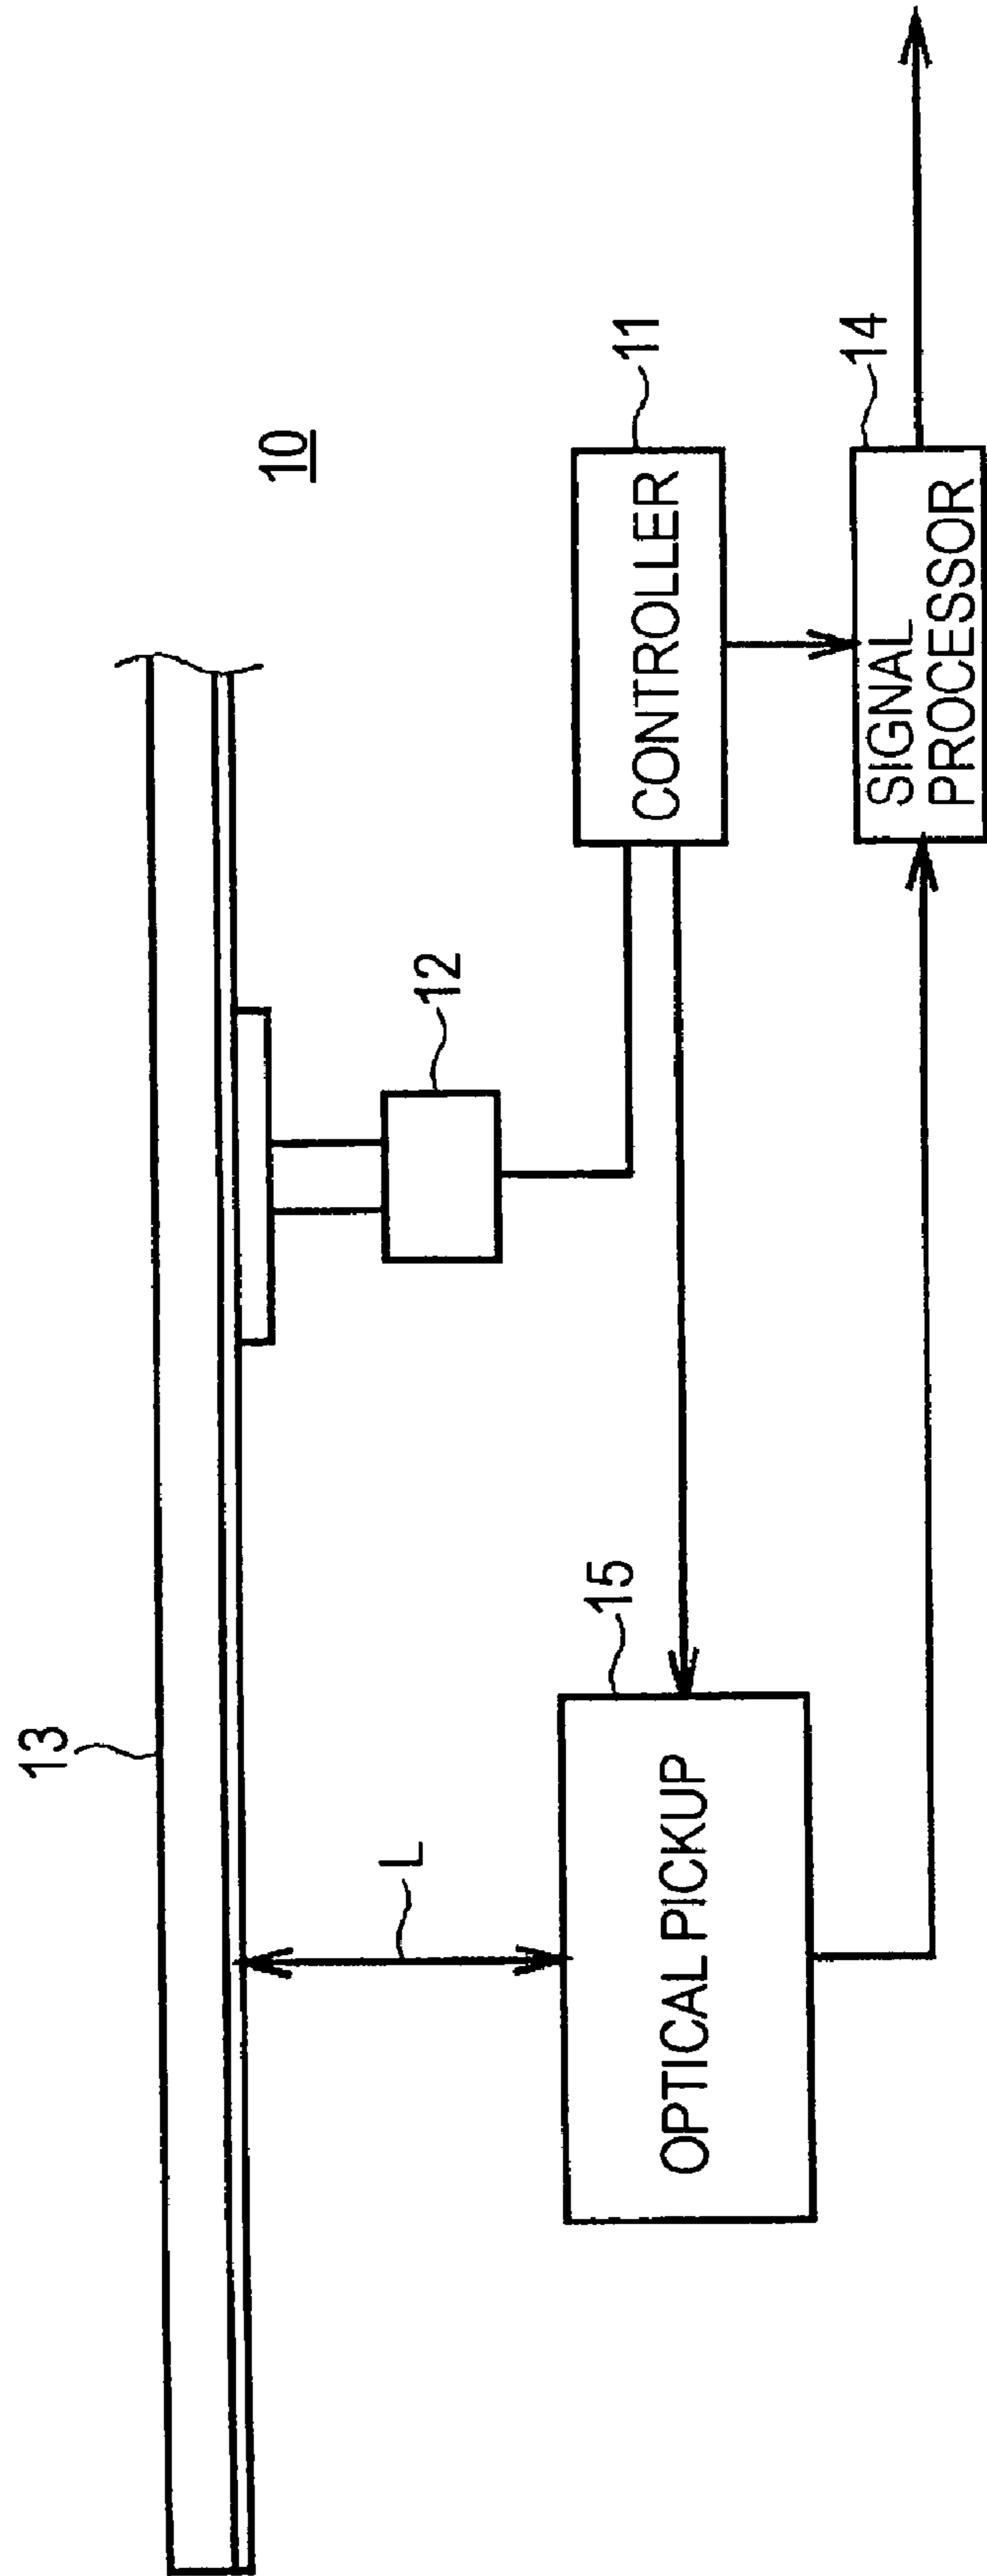 13
10
L
12
15
OPTICAL PICKUP
11
CONTROLLER
14
SIGNAL
PROCESSOR